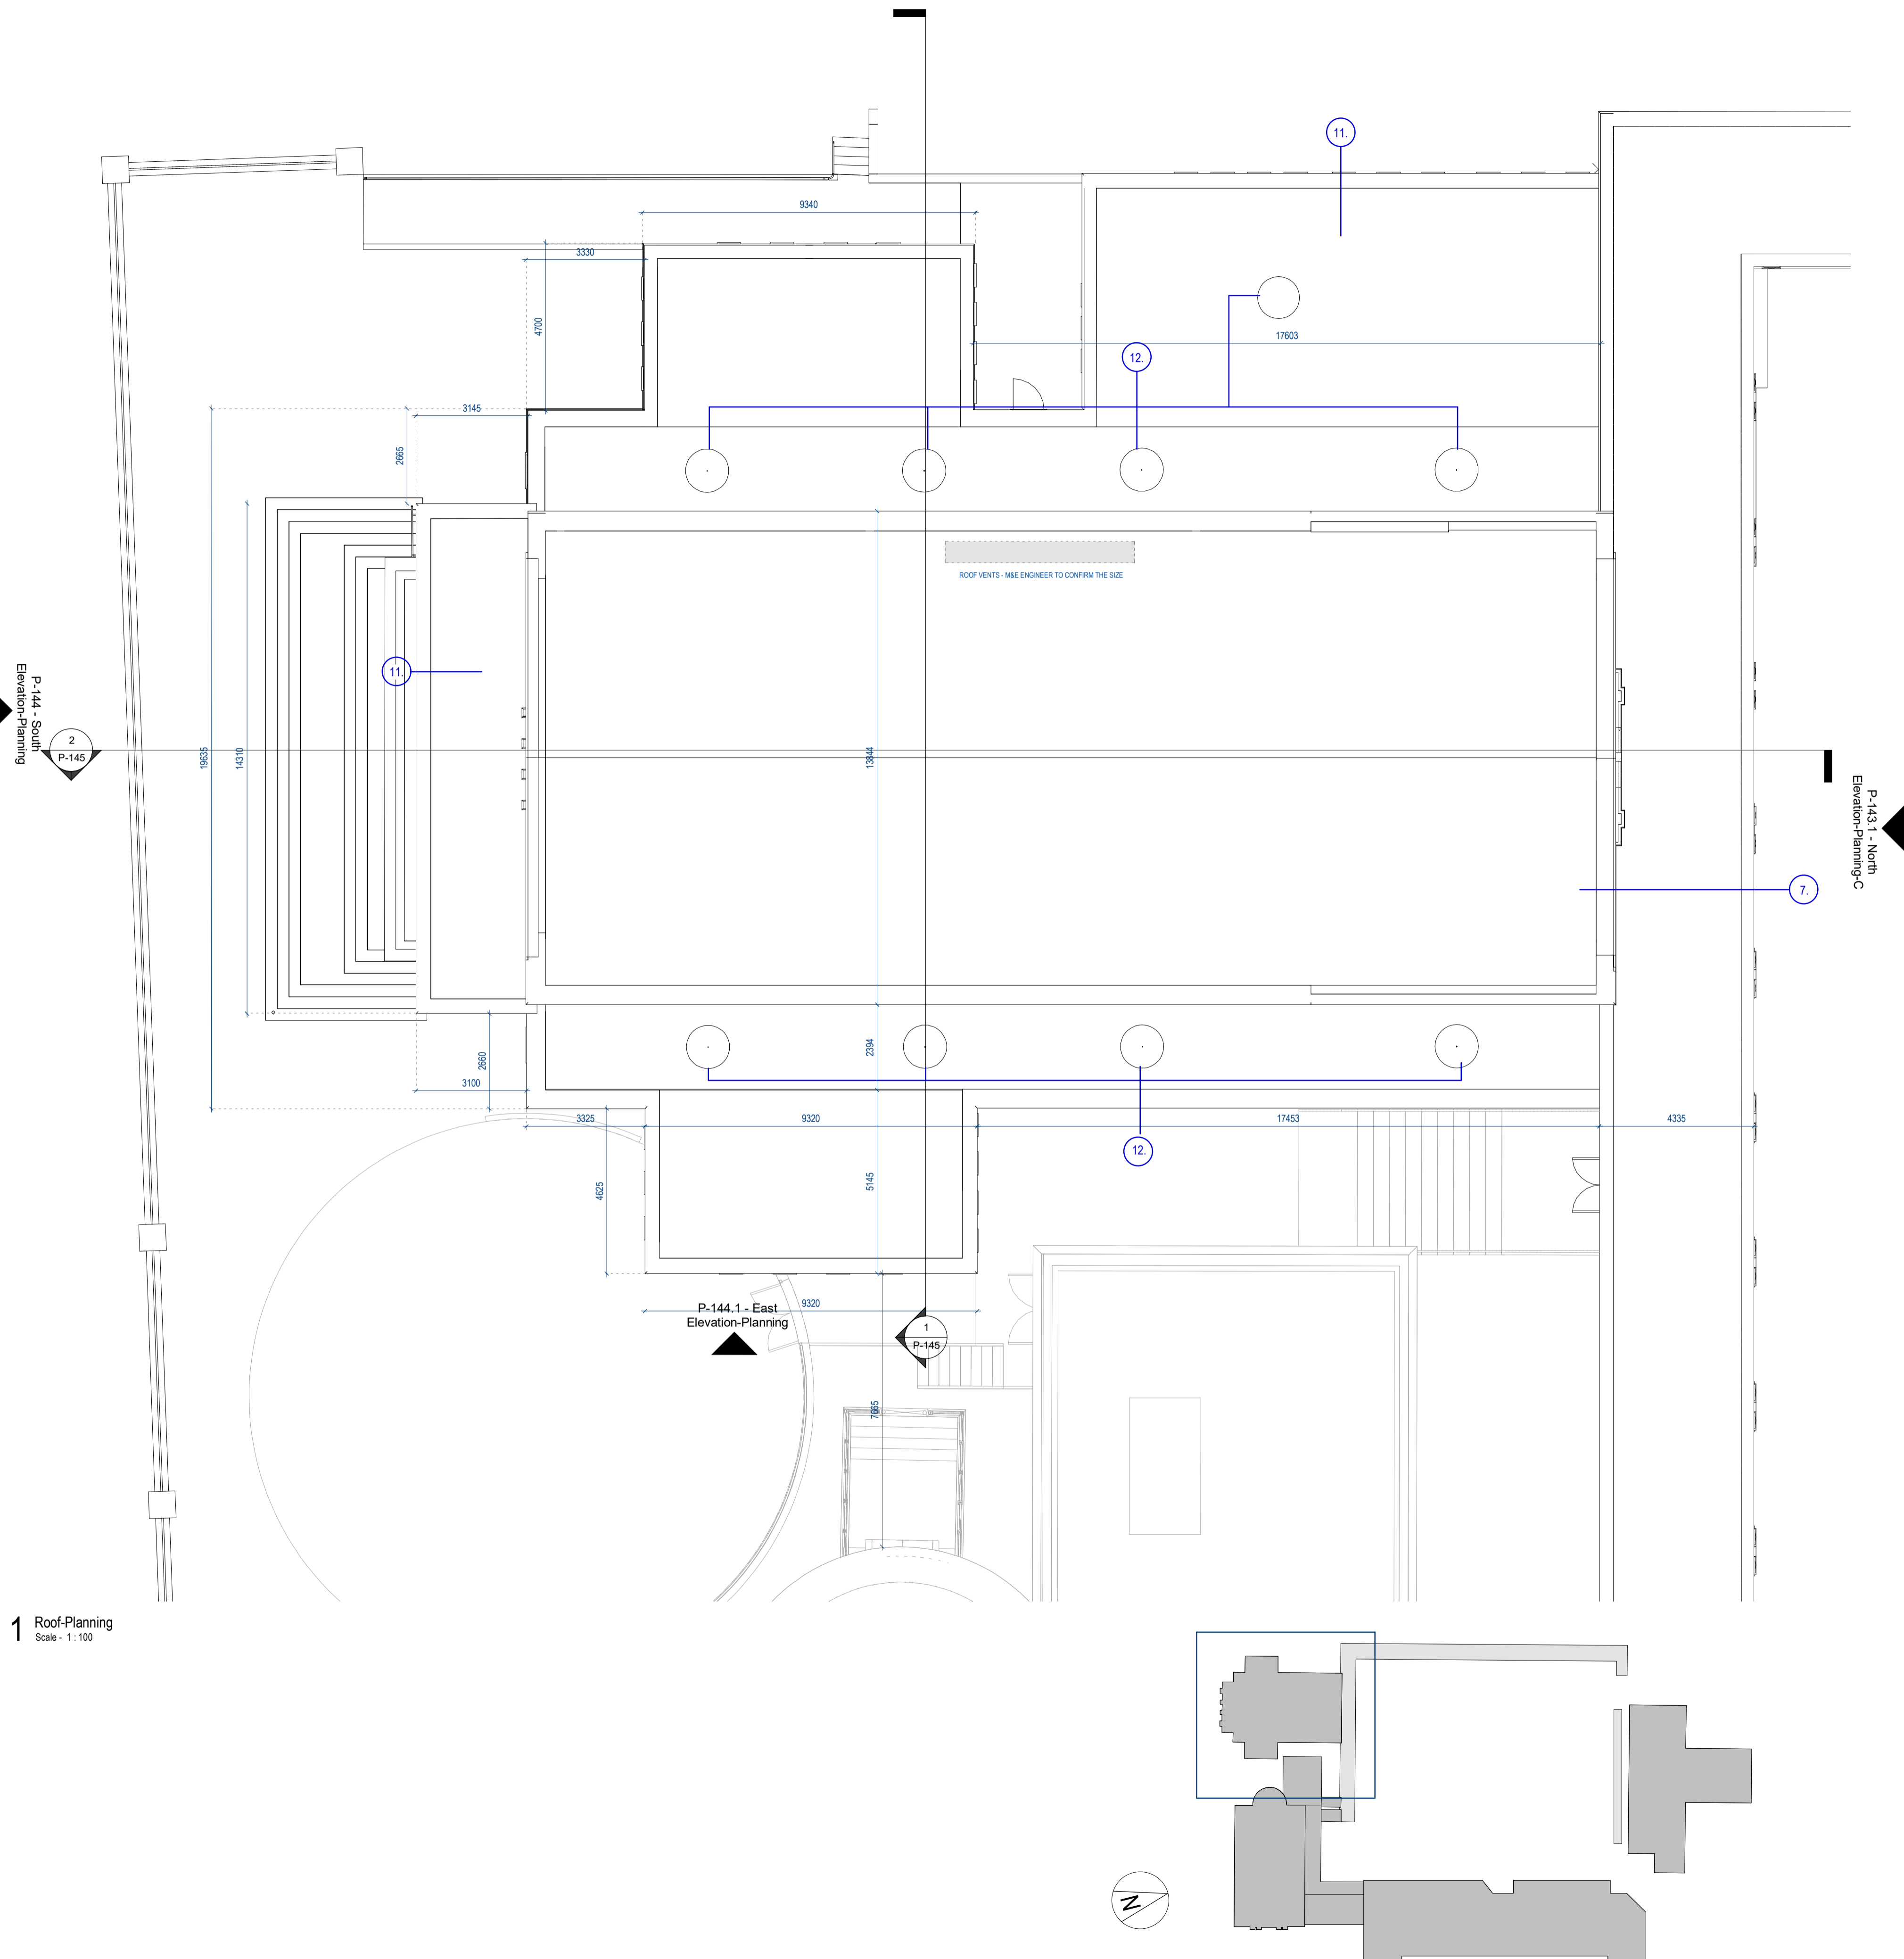 11.
9340
3330
4700
17603
12.
3145
2665
ROOF VENTS - M&E ENGINEER TO CONFIRM THE SIZE
11.
P-144 - South
Elevation-Planning
2
P-145
19635
14310
13844
P-143.1 - North
Elevation-Planning-C
7.
2660
2394
3100
3325
9320
17453
4335
12.
4625
5145
P-144.1 - East
Elevation-Planning
9320
1
P-145
7665
1 Roof-Planning
Scale - 1 : 100
N